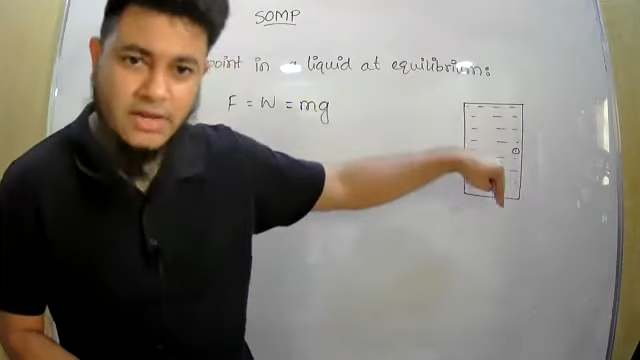 SOMP
point in a liquid at equilibrium:
F = W = mg